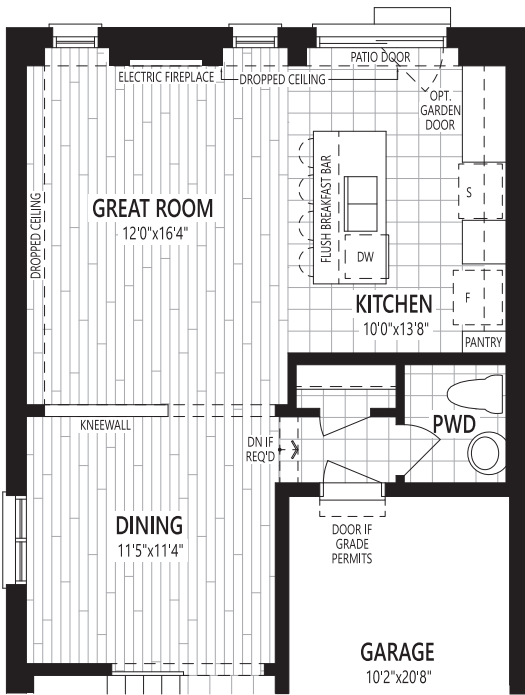 PATIO DOOR
ELECTRIC FIREPLACE
DROPPED CEILING
OPT.
GARDEN
DOOR
FLUSH BREAKFAST BAR
S
DROPPED CEILING
GREAT ROOM
12'0"x16'4"
DW
F
KITCHEN
10'0"x13'8"
PANTRY
KNEEWALL
PWD
DN IF
REQ'D
DINING
11'5"x11'4"
DOOR IF
GRADE
PERMITS
GARAGE
10'2"x20'8"